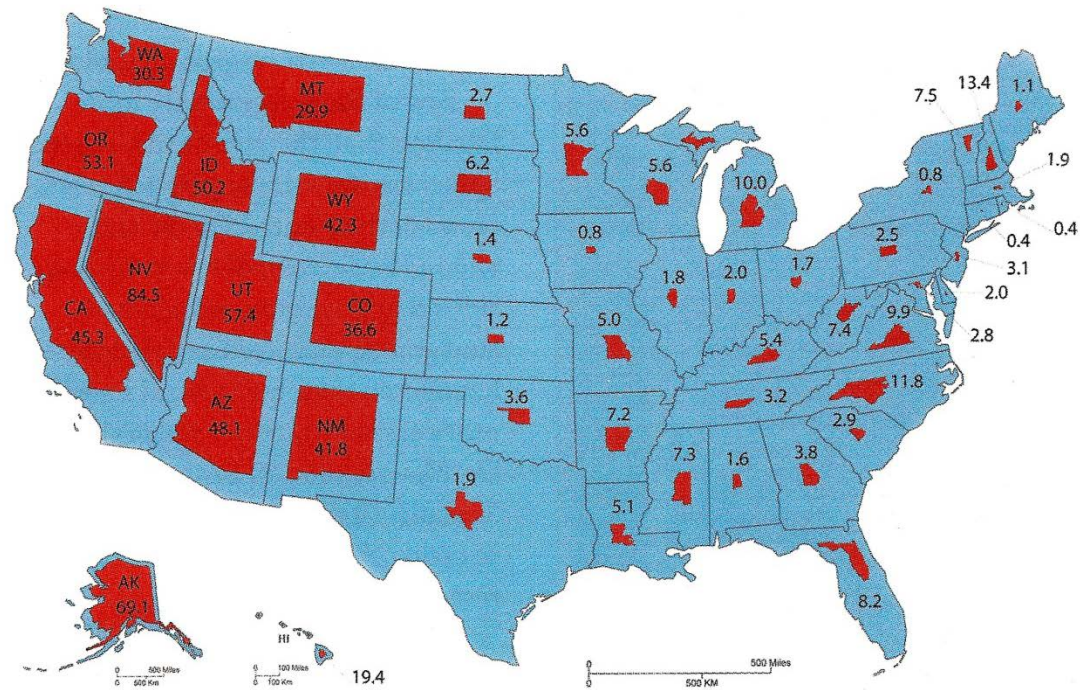 WA
30.3
MT
29.9
2.7
5.6
7.5
13.4
1.1
OR
53.1
ID
50.2
6.2
5.6
10.0
0.8
1.9
WY
42.3
1.4
0.8
0.4
0.4
NV
84.5
UT
57.4
CO
36.6
CA
45.3
1.2
5.0
1.8
2.0
1.7
2.5
3.1
2.0
2.8
7.4
9.9
5.4
AZ
48.1
NM
41.8
3.6
7.2
3.2
11.8
2.9
1.9
5.1
7.3
1.6
3.8
8.2
AK
69.1
0 500 Miles
0 500 Km
HI
0 100 Miles
0 100 Km
19.4
0 500 Miles
0 500 KM